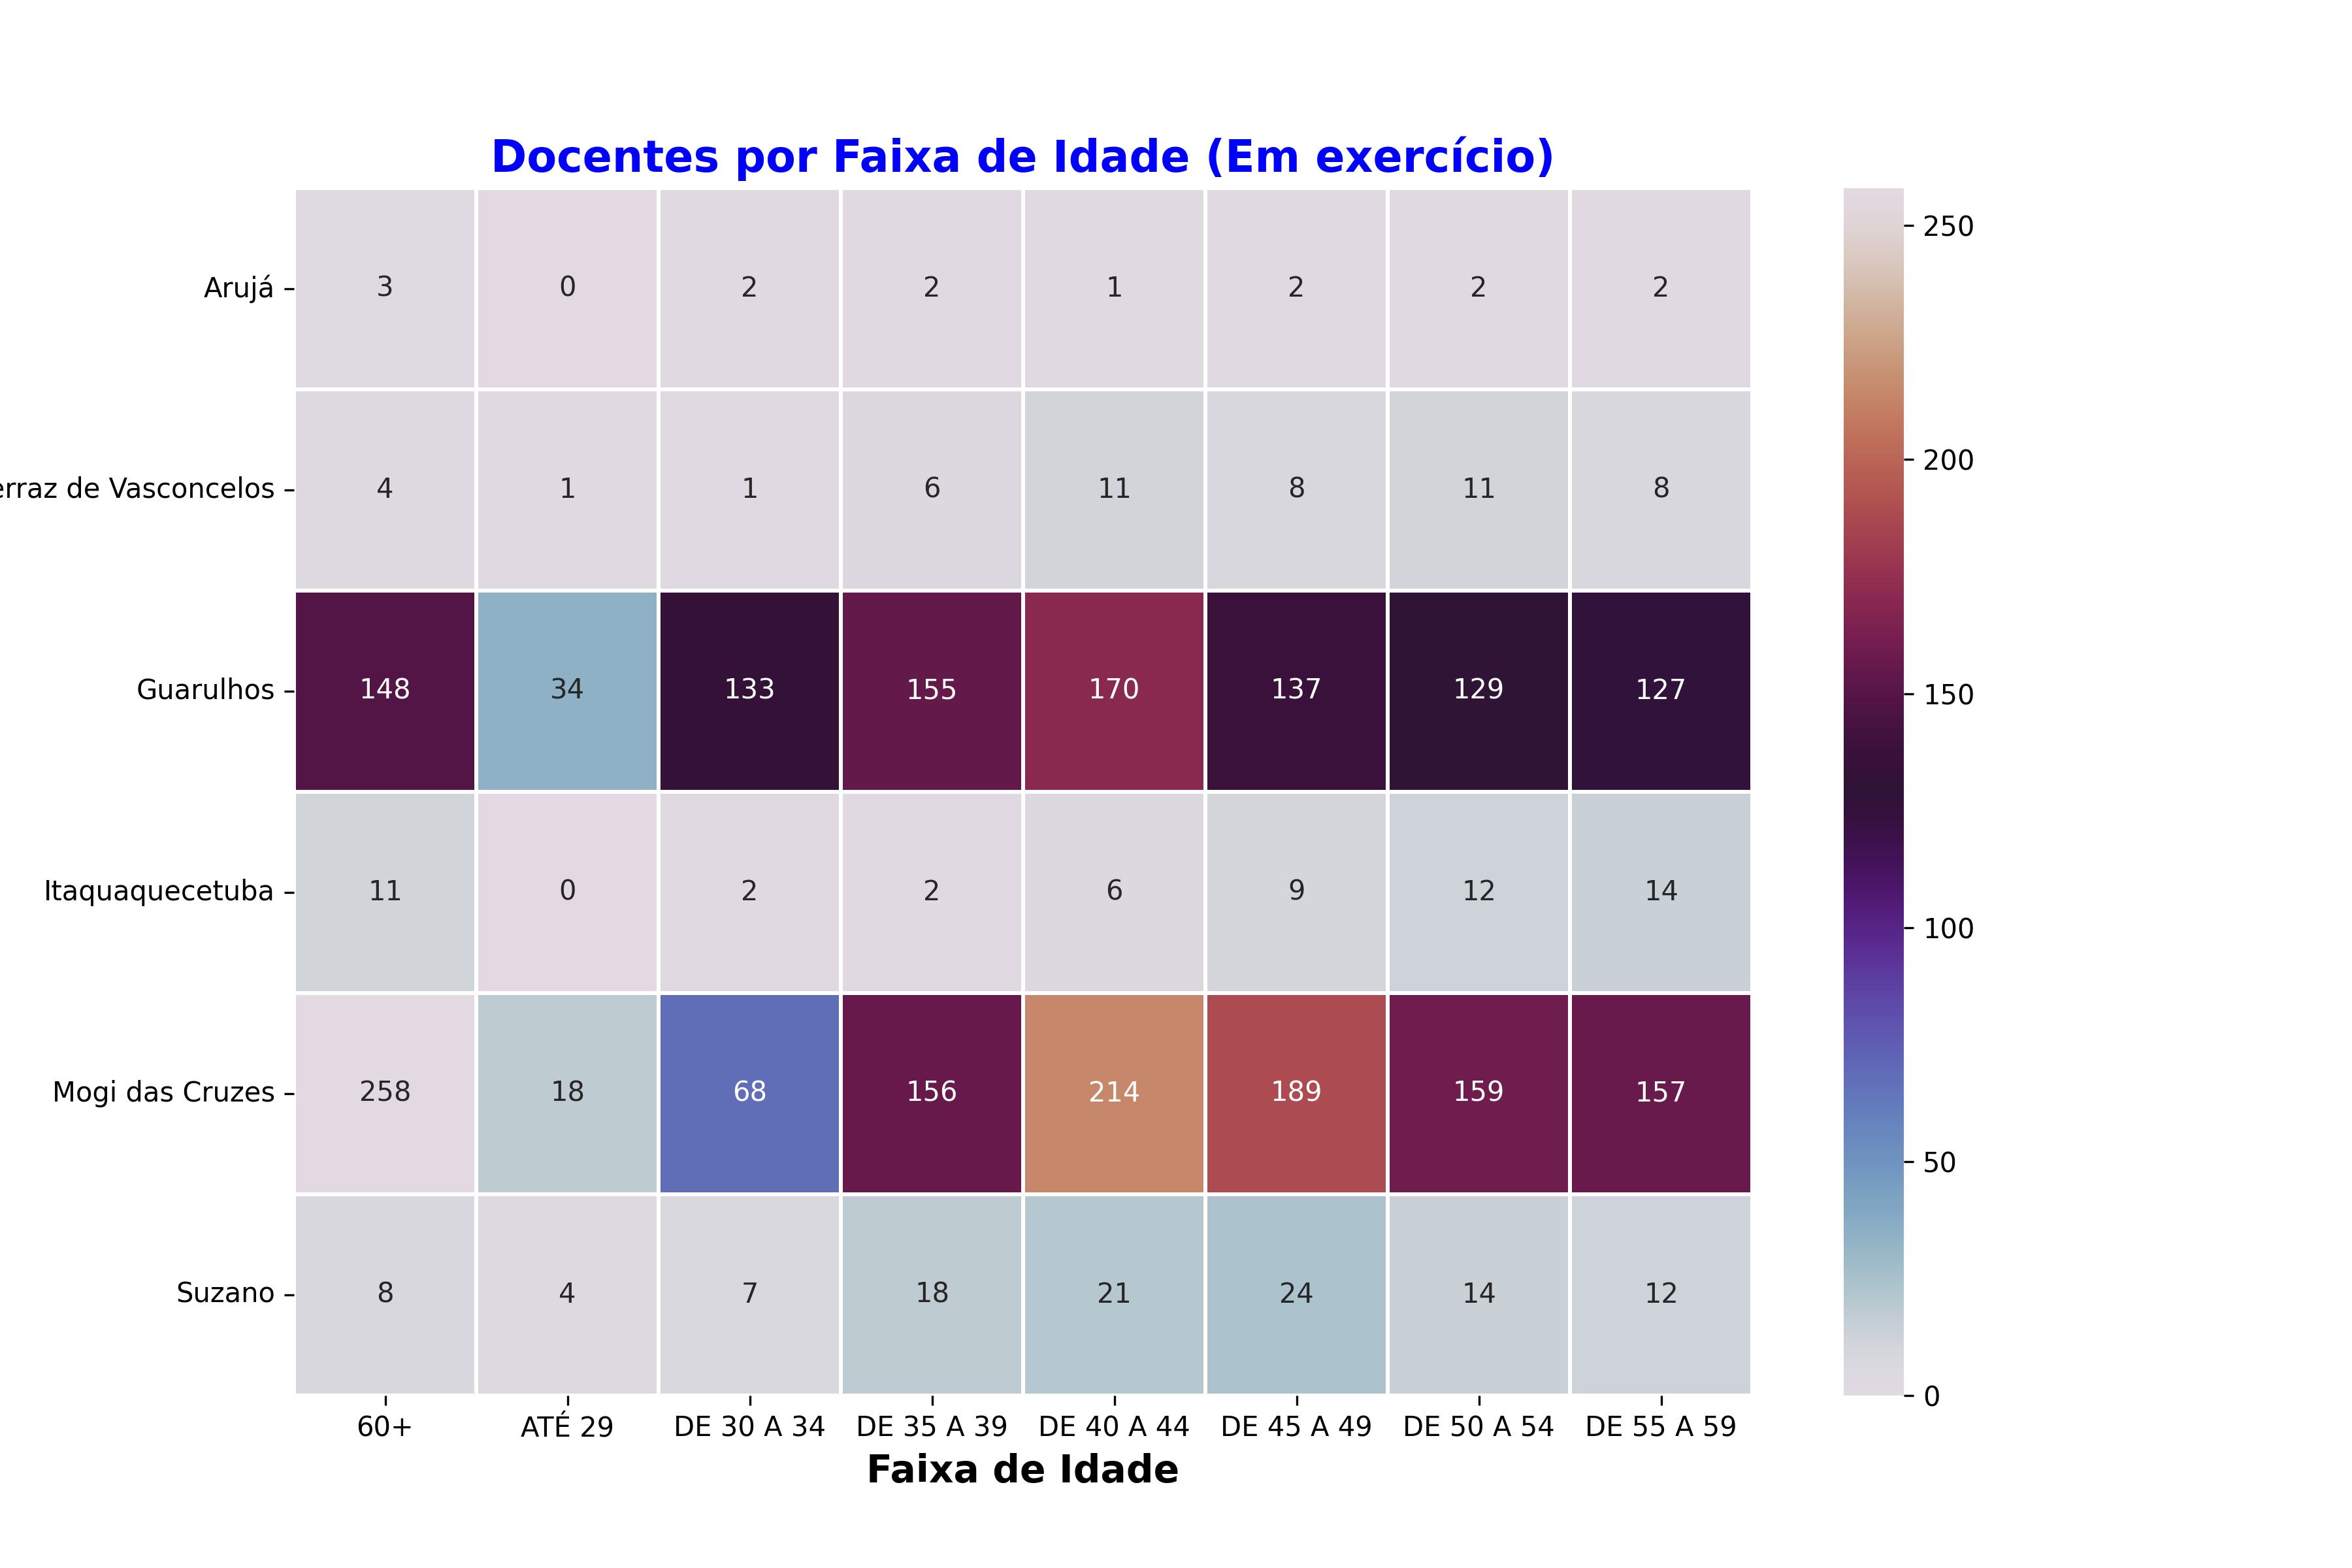 Docentes por Faixa de Idade (Em exercício)
Arujá 3 0 2 2 1 2 2 2
erraz de Vasconcelos 4 1 1 6 11 8 11 8
Guarulhos 148 34 133 155 170 137 129 127
Itaquaquecetuba 11 0 2 2 6 9 12 14
Mogi das Cruzes 258 18 68 156 214 189 159 157
Suzano 8 4 7 18 21 24 14 12
60+ ATÉ 29 DE 30 A 34 DE 35 A 39 DE 40 A 44 DE 45 A 49 DE 50 A 54 DE 55 A 59
Faixa de Idade
250
200
150
100
50
0